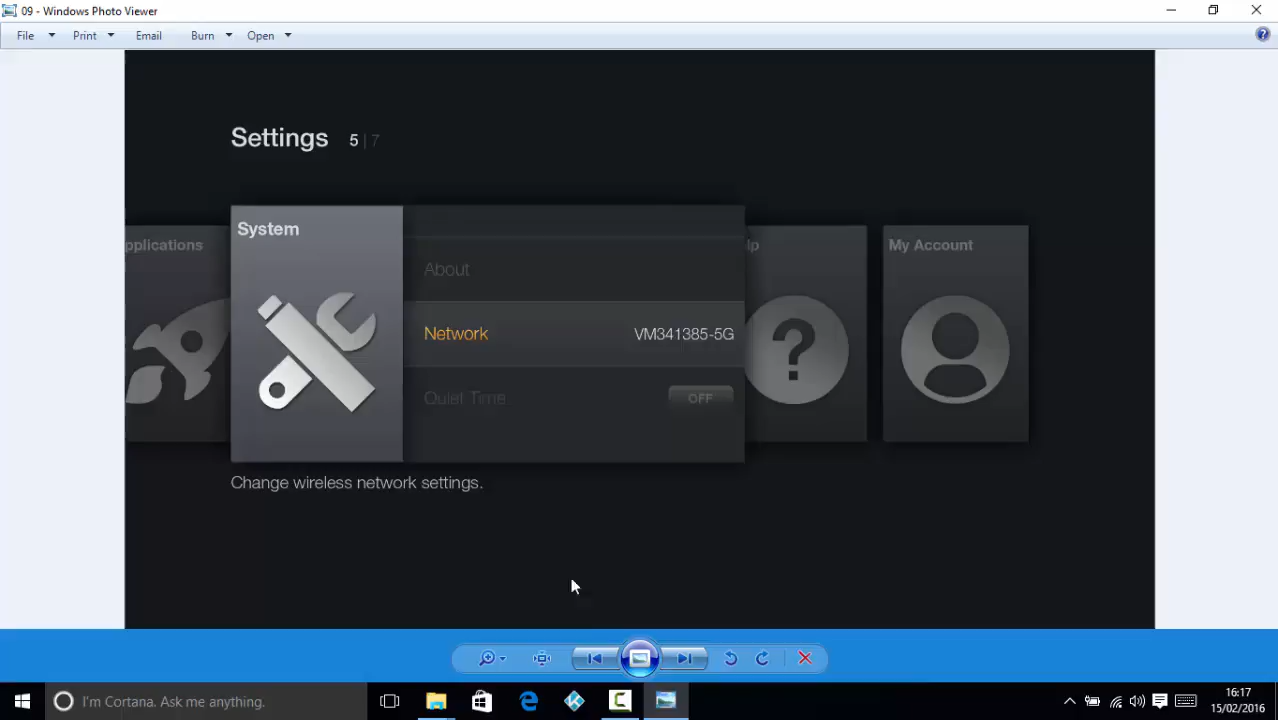 09 - Windows Photo Viewer
File Print Email Burn Open
Settings 5 | 7
pplications
System
lp
My Account
About
Network VM341385-5G
Quiet Time OFF
Change wireless network settings.
I'm Cortana. Ask me anything.
16:17
15/02/2016